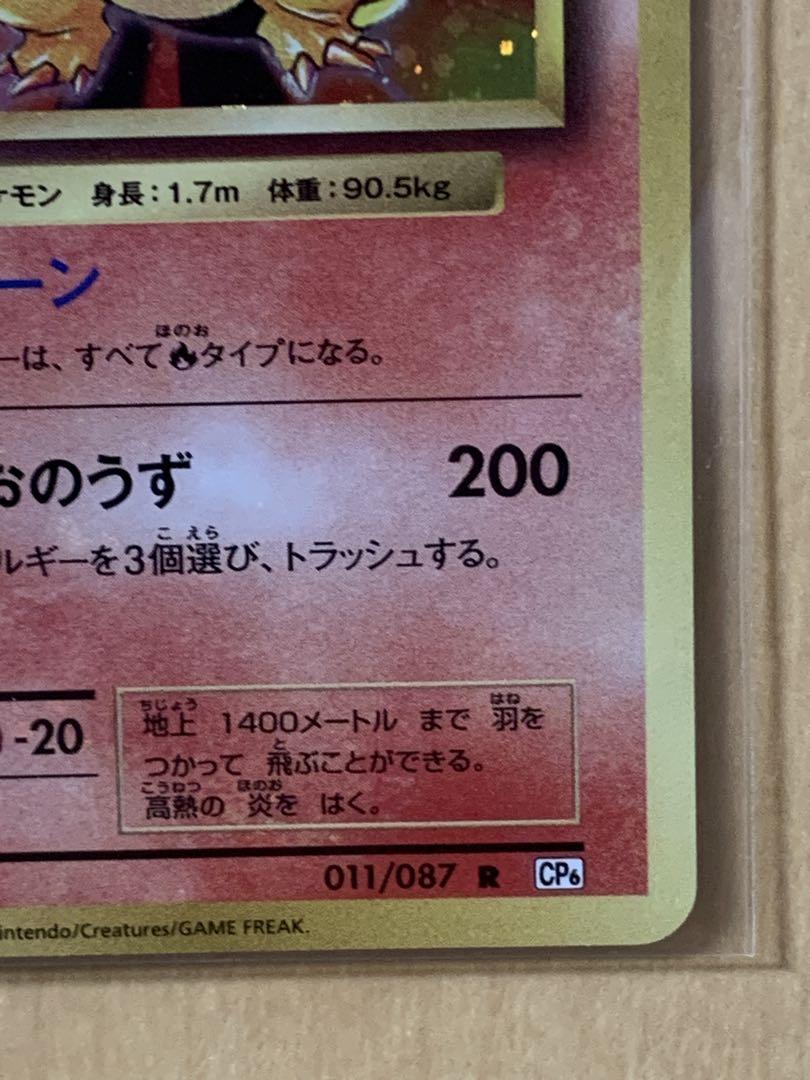 ケモン 身長:1.7m 体重:90.5kg
ーン
ほのお
ーは、すべて🔥タイプになる。
おのうず 200
こ えら
ルギーを3個選び、トラッシュする。
-20
ちじょう はね
地上 1400メートル まで 羽を
と
つかって 飛ぶことができる。
こうねつ ほのお
高熱の 炎を はく。
011/087 R CP6
intendo/Creatures/GAME FREAK.